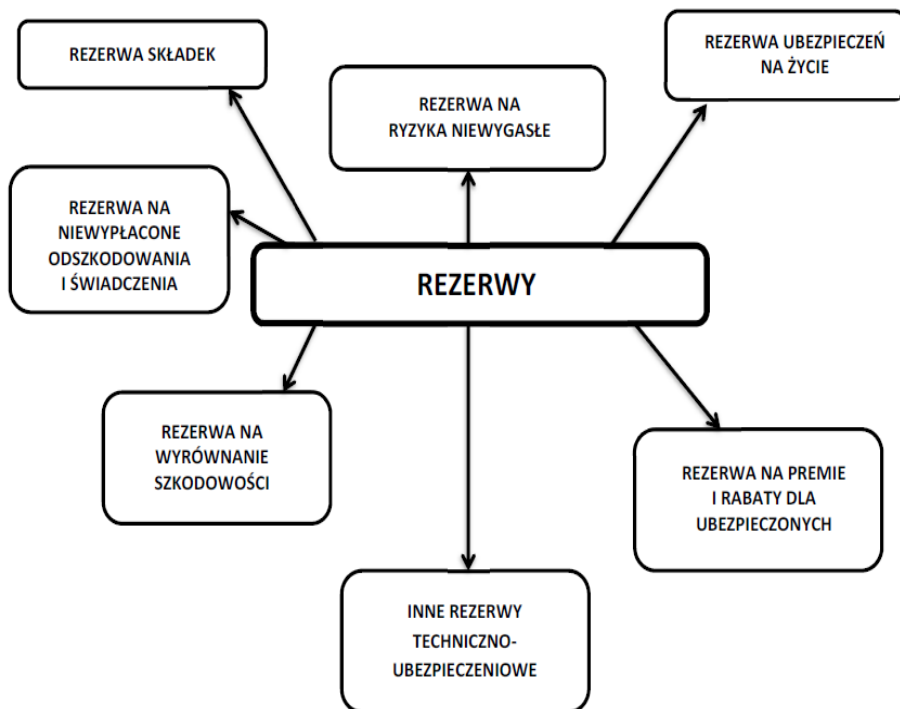 REZERWA SKŁADEK
REZERWA NA
RYZYKA NIEWYGASŁE
REZERWA UBEZPIECZEŃ
NA ŻYCIE
REZERWA NA
NIEWYPŁACONE
ODSZKODOWANIA
I ŚWIADCZENIA
REZERWY
REZERWA NA
WYRÓWNANIE
SZKODOWOŚCI
REZERWA NA PREMIE
I RABATY DLA
UBEZPIECZONYCH
INNE REZERWY
TECHNICZNO-
UBEZPIECZENIOWE